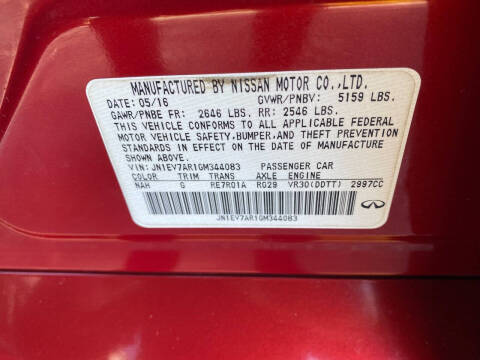 MANUFACTURED BY NISSAN MOTOR CO.,LTD.
DATE: 05/16 GVWR/PNBV: 5159 LBS.
GAWR/PNBE FR: 2646 LBS. RR: 2546 LBS.
THIS VEHICLE CONFORMS TO ALL APPLICABLE FEDERAL
MOTOR VEHICLE SAFETY,BUMPER,AND THEFT PREVENTION
STANDARDS IN EFFECT ON THE DATE OF MANUFACTURE
SHOWN ABOVE.
VIN: JN1EV7AR1GM344083 PASSENGER CAR
COLOR TRIM TRANS AXLE ENGINE
NAH G RE7R01A RG29 VR30(DDTT) 2997CC
JN1EV7AR1GM344083